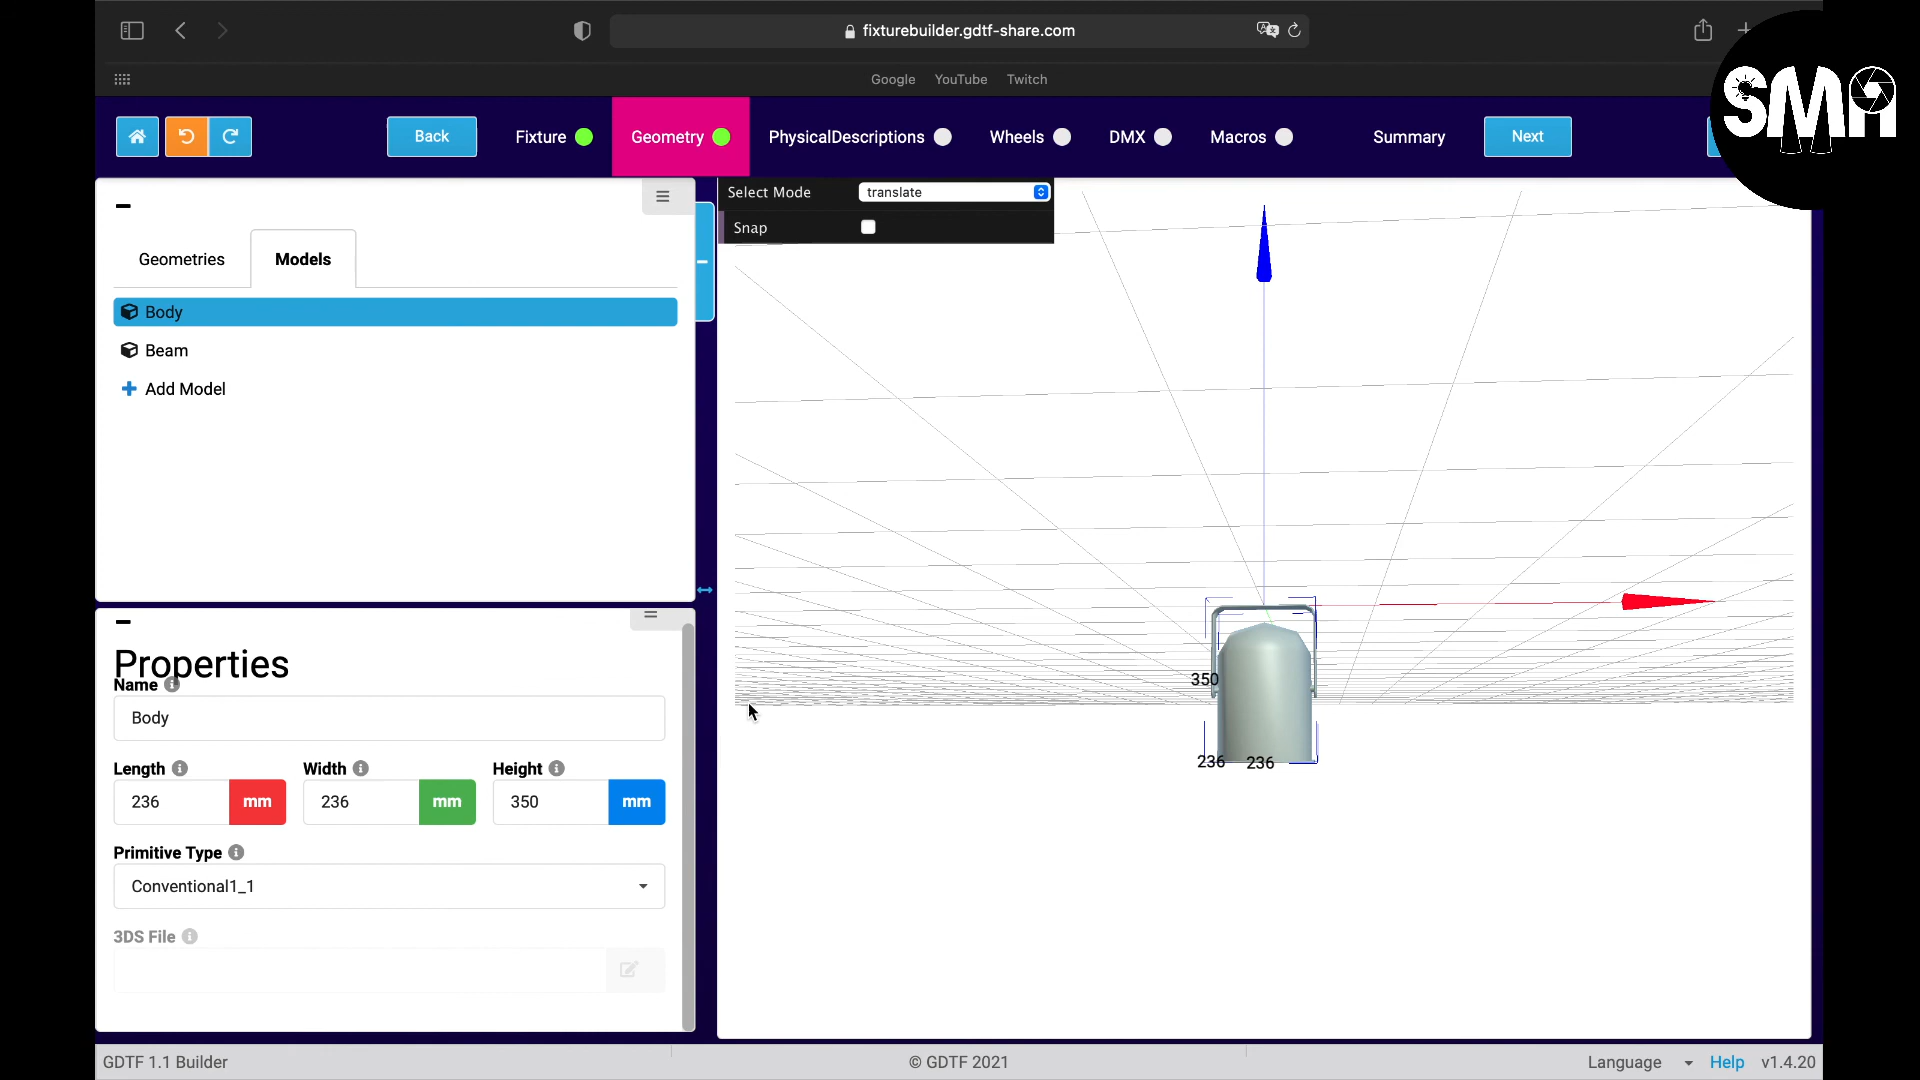 fixturebuilder.gdtf-share.com
Google YouTube Twitch
SMA
Back Fixture Geometry PhysicalDescriptions Wheels DMX Macros Summary Next
Select Mode translate
Snap
Geometries Models
Body
Beam
Add Model
Properties
Name
Body
Length Width Height
236 mm 236 mm 350 mm
Primitive Type
Conventional1_1
3DS File
350
236 236
GDTF 1.1 Builder © GDTF 2021 Language Help v1.4.20